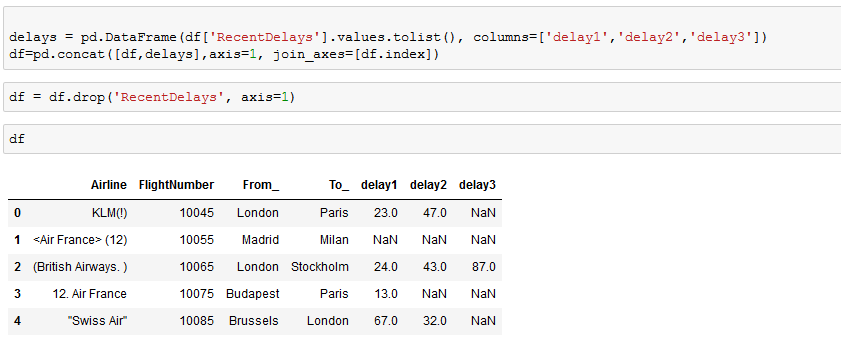 delays = pd.DataFrame(df['RecentDelays'].values.tolist(), columns=['delay1','delay2','delay3'])
df=pd.concat([df,delays],axis=1, join_axes=[df.index])
df = df.drop('RecentDelays', axis=1)
df
Airline FlightNumber From_ To_ delay1 delay2 delay3
0 KLM(!) 10045 London Paris 23.0 47.0 NaN
1 <Air France> (12) 10055 Madrid Milan NaN NaN NaN
2 (British Airways. ) 10065 London Stockholm 24.0 43.0 87.0
3 12. Air France 10075 Budapest Paris 13.0 NaN NaN
4 "Swiss Air" 10085 Brussels London 67.0 32.0 NaN